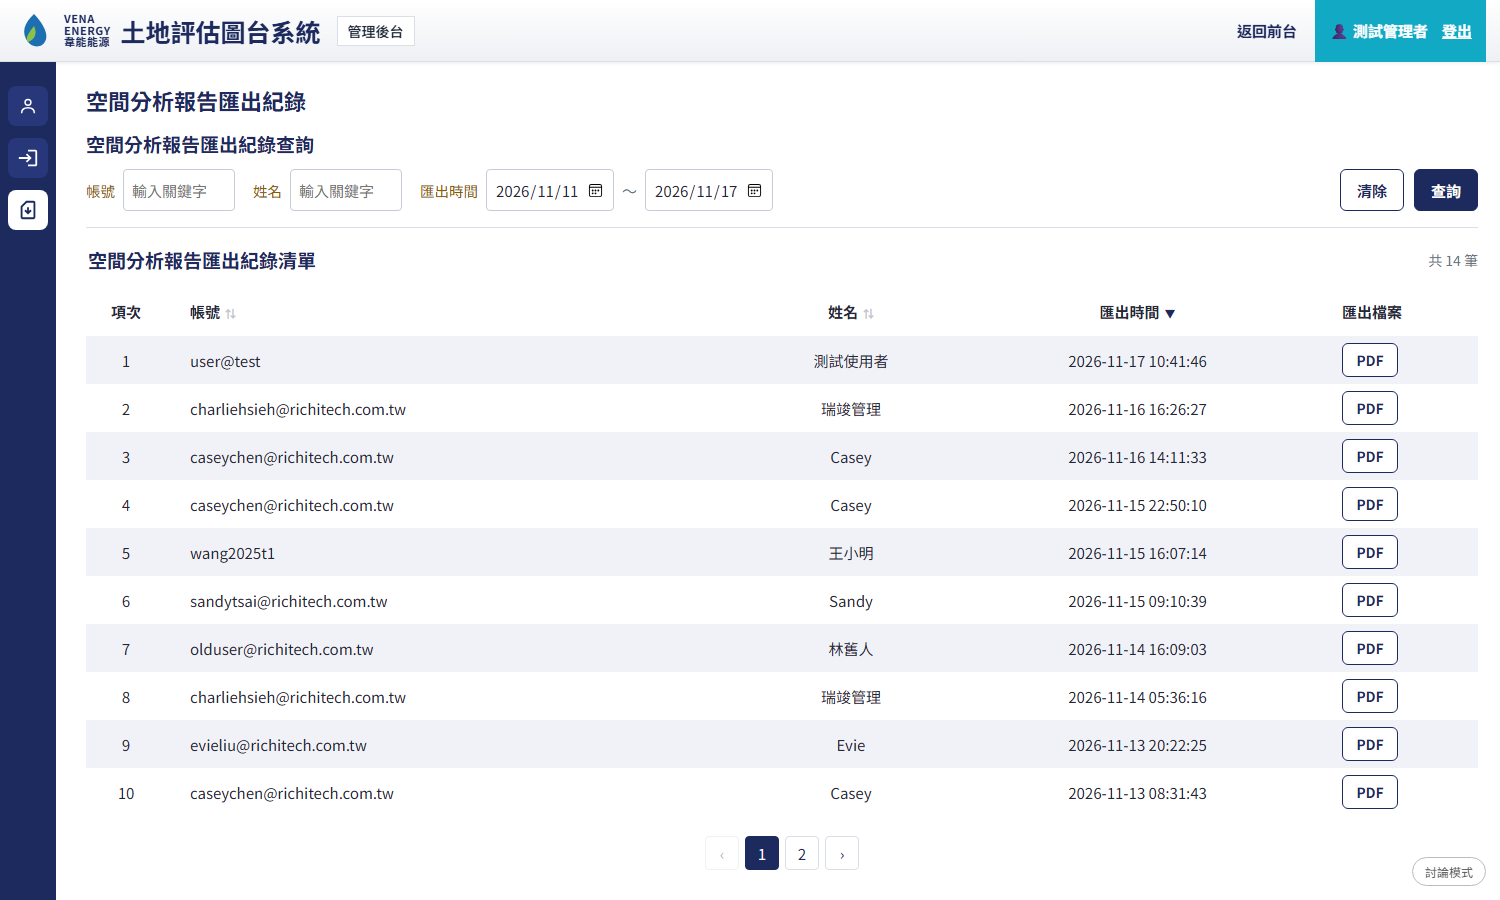 VENA
ENERGY
韋能能源
土地評估圖台系統
管理後台
返回前台
測試管理者 登出
空間分析報告匯出紀錄
空間分析報告匯出紀錄查詢
帳號 輸入關鍵字 姓名 輸入關鍵字 匯出時間 2026/11/11 ～ 2026/11/17 清除 查詢
空間分析報告匯出紀錄清單 共 14 筆
項次 帳號 姓名 匯出時間 ▼ 匯出檔案
1 user@test 測試使用者 2026-11-17 10:41:46 PDF
2 charliehsieh@richitech.com.tw 瑞竣管理 2026-11-16 16:26:27 PDF
3 caseychen@richitech.com.tw Casey 2026-11-16 14:11:33 PDF
4 caseychen@richitech.com.tw Casey 2026-11-15 22:50:10 PDF
5 wang2025t1 王小明 2026-11-15 16:07:14 PDF
6 sandytsai@richitech.com.tw Sandy 2026-11-15 09:10:39 PDF
7 olduser@richitech.com.tw 林舊人 2026-11-14 16:09:03 PDF
8 charliehsieh@richitech.com.tw 瑞竣管理 2026-11-14 05:36:16 PDF
9 evieliu@richitech.com.tw Evie 2026-11-13 20:22:25 PDF
10 caseychen@richitech.com.tw Casey 2026-11-13 08:31:43 PDF
‹ 1 2 ›
討論模式